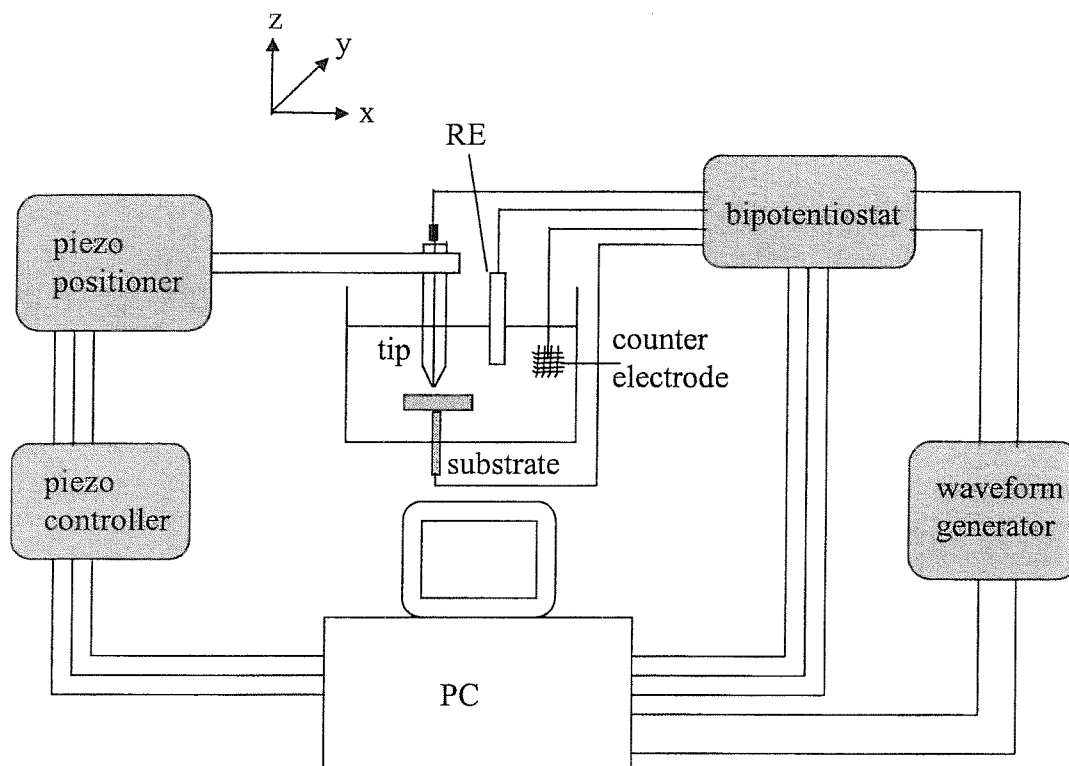 z
y
x
RE
piezo
positioner
bipotentiostat
tip
counter
electrode
substrate
piezo
controller
waveform
generator
PC